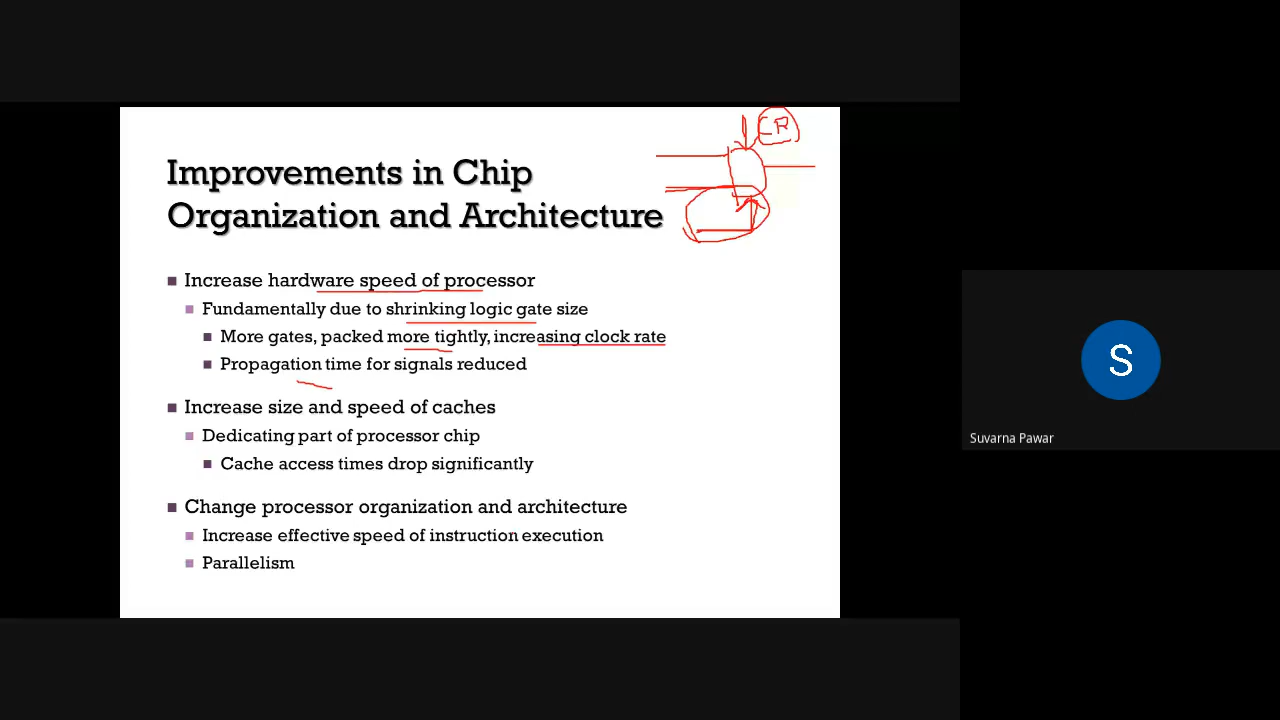 Improvements in Chip
Organization and Architecture
Increase hardware speed of processor
Fundamentally due to shrinking logic gate size
More gates, packed more tightly, increasing clock rate
Propagation time for signals reduced
Increase size and speed of caches
Dedicating part of processor chip
Cache access times drop significantly
Change processor organization and architecture
Increase effective speed of instruction execution
Parallelism
S
Suvarna Pawar